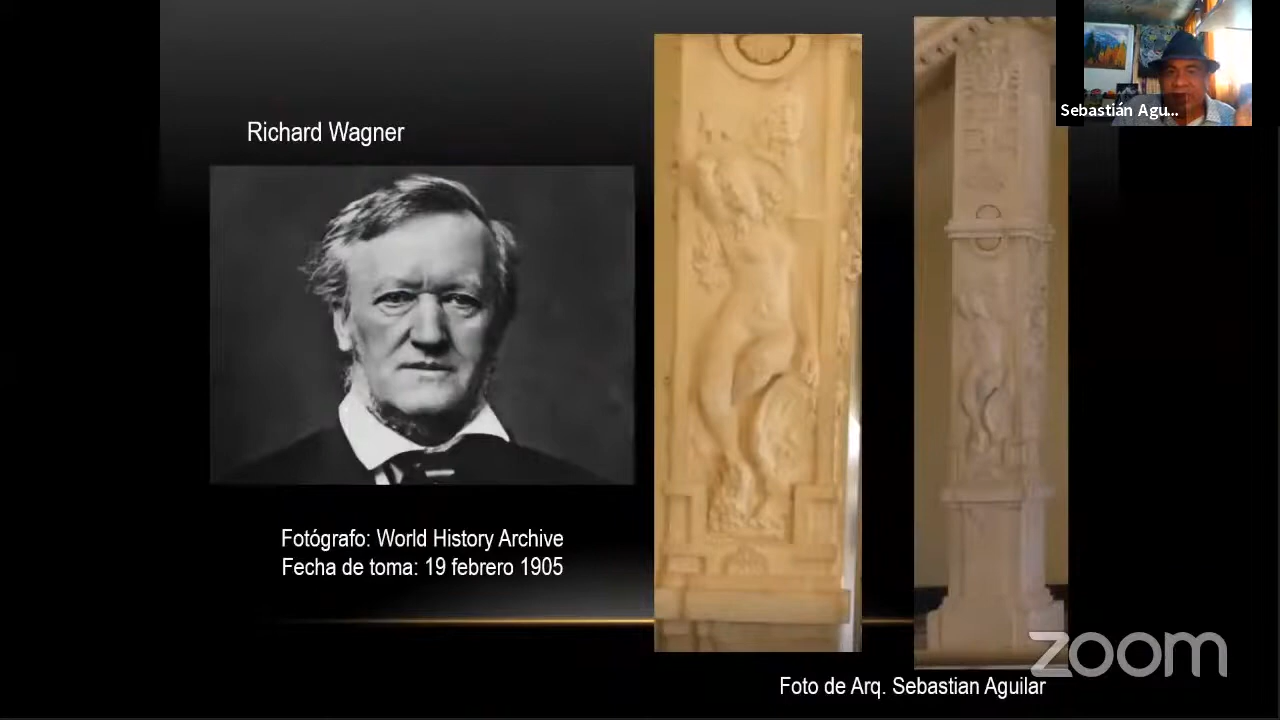 Sebastián Agu...
Richard Wagner
Fotógrafo: World History Archive
Fecha de toma: 19 febrero 1905
zoom
Foto de Arq. Sebastian Aguilar